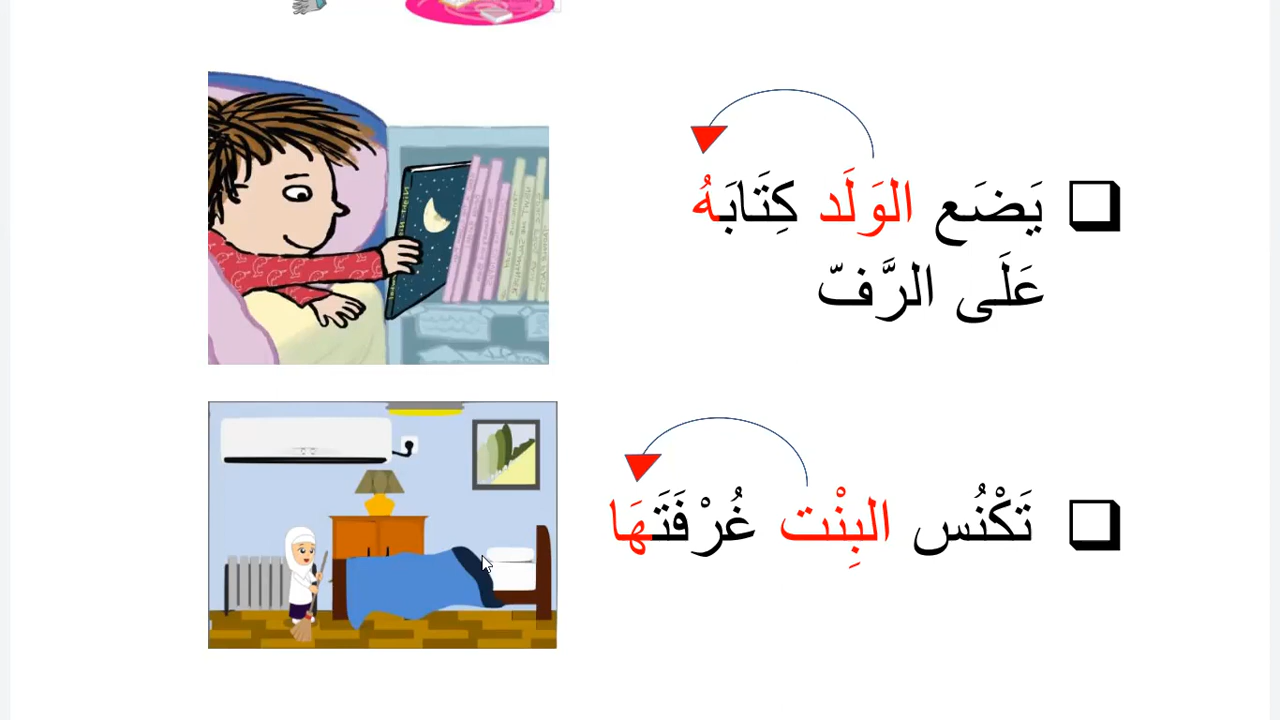 يَضَع الوَلَد كِتَابَهُ
عَلَى الرَّفّ
تَكْنُس البِنْت غُرْفَتَهَا